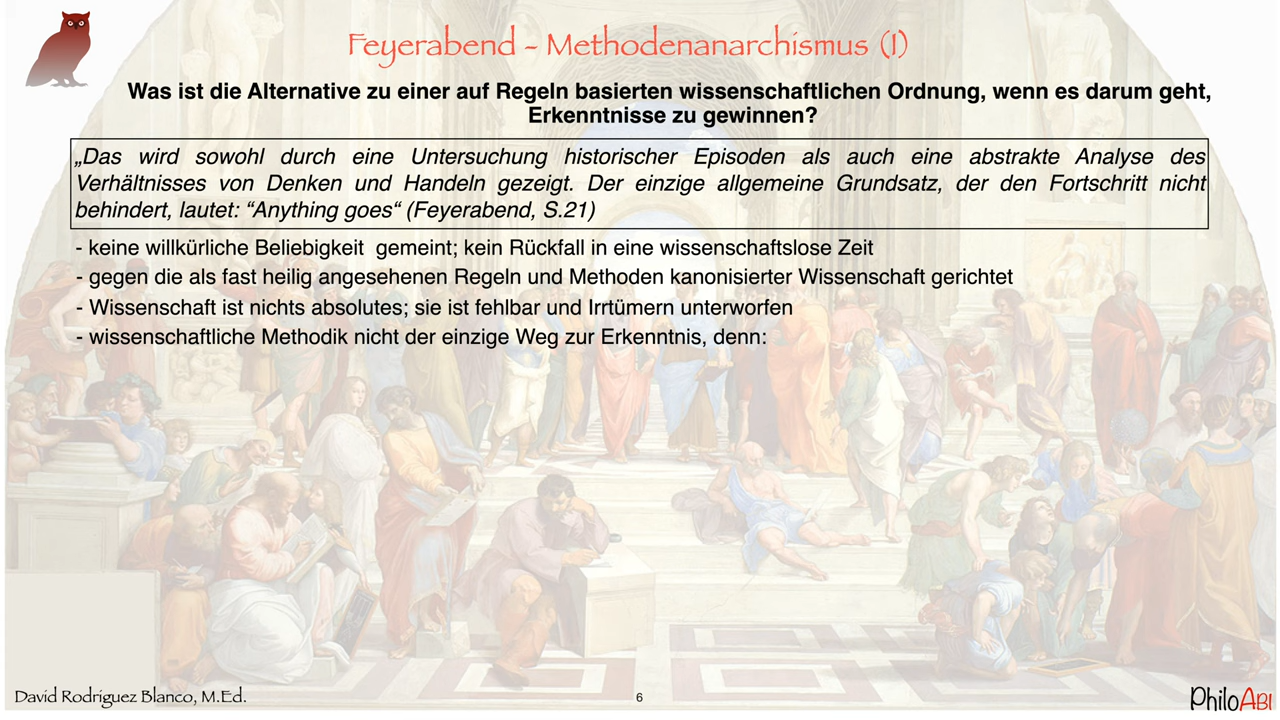 Feyerabend - Methodenanarchismus (I)
Was ist die Alternative zu einer auf Regeln basierten wissenschaftlichen Ordnung, wenn es darum geht,
Erkenntnisse zu gewinnen?
„Das wird sowohl durch eine Untersuchung historischer Episoden als auch eine abstrakte Analyse des
Verhältnisses von Denken und Handeln gezeigt. Der einzige allgemeine Grundsatz, der den Fortschritt nicht
behindert, lautet: “Anything goes“ (Feyerabend, S.21)
- keine willkürliche Beliebigkeit  gemeint; kein Rückfall in eine wissenschaftslose Zeit
- gegen die als fast heilig angesehenen Regeln und Methoden kanonisierter Wissenschaft gerichtet
- Wissenschaft ist nichts absolutes; sie ist fehlbar und Irrtümern unterworfen
- wissenschaftliche Methodik nicht der einzige Weg zur Erkenntnis, denn:
David Rodriguez Blanco, M.Ed.
6
PhiloABI